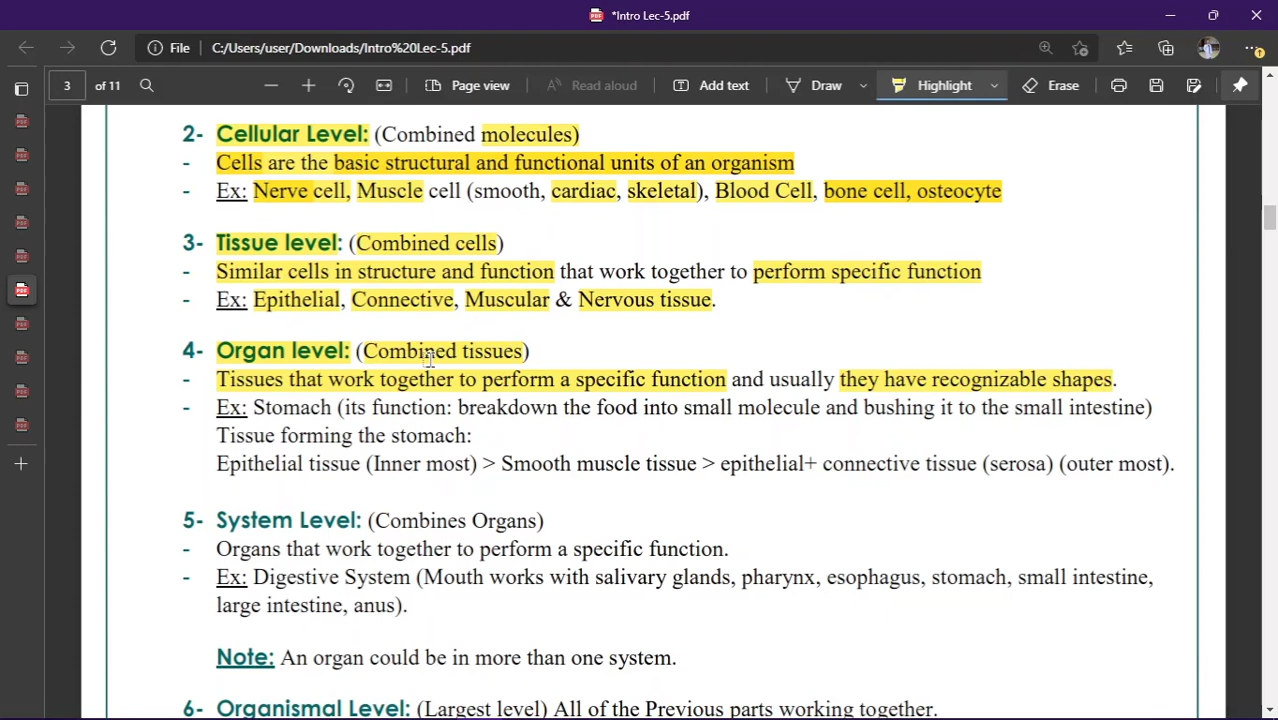 *Intro Lec-5.pdf
File C:/Users/user/Downloads/Intro%20Lec-5.pdf
3 of 11 Page view Read aloud Add text Draw Highlight Erase
2- Cellular Level: (Combined molecules)
- Cells are the basic structural and functional units of an organism
- Ex: Nerve cell, Muscle cell (smooth, cardiac, skeletal), Blood Cell, bone cell, osteocyte
3- Tissue level: (Combined cells)
- Similar cells in structure and function that work together to perform specific function
- Ex: Epithelial, Connective, Muscular & Nervous tissue.
4- Organ level: (Combined tissues)
- Tissues that work together to perform a specific function and usually they have recognizable shapes.
- Ex: Stomach (its function: breakdown the food into small molecule and bushing it to the small intestine)
Tissue forming the stomach:
Epithelial tissue (Inner most) > Smooth muscle tissue > epithelial+ connective tissue (serosa) (outer most).
5- System Level: (Combines Organs)
- Organs that work together to perform a specific function.
- Ex: Digestive System (Mouth works with salivary glands, pharynx, esophagus, stomach, small intestine,
large intestine, anus).
Note: An organ could be in more than one system.
6- Organismal Level: (Largest level) All of the Previous parts working together.